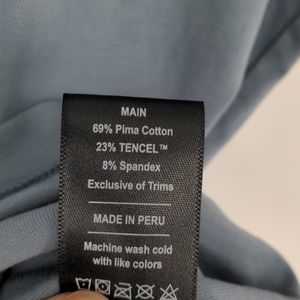 MAIN
69% Pima Cotton
23% TENCEL™
8% Spandex
Exclusive of Trims
MADE IN PERU
Machine wash cold
with like colors